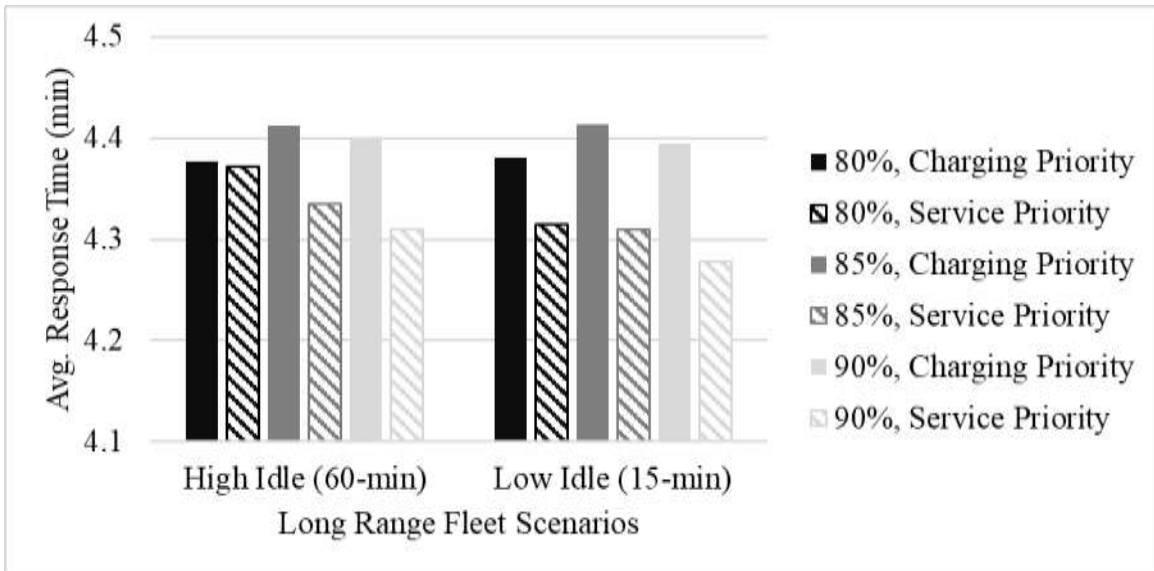 Avg. Response Time (min)
4.5
4.4
4.3
4.2
4.1
High Idle (60-min)
Low Idle (15-min)
Long Range Fleet Scenarios
80%, Charging Priority
80%, Service Priority
85%, Charging Priority
85%, Service Priority
90%, Charging Priority
90%, Service Priority